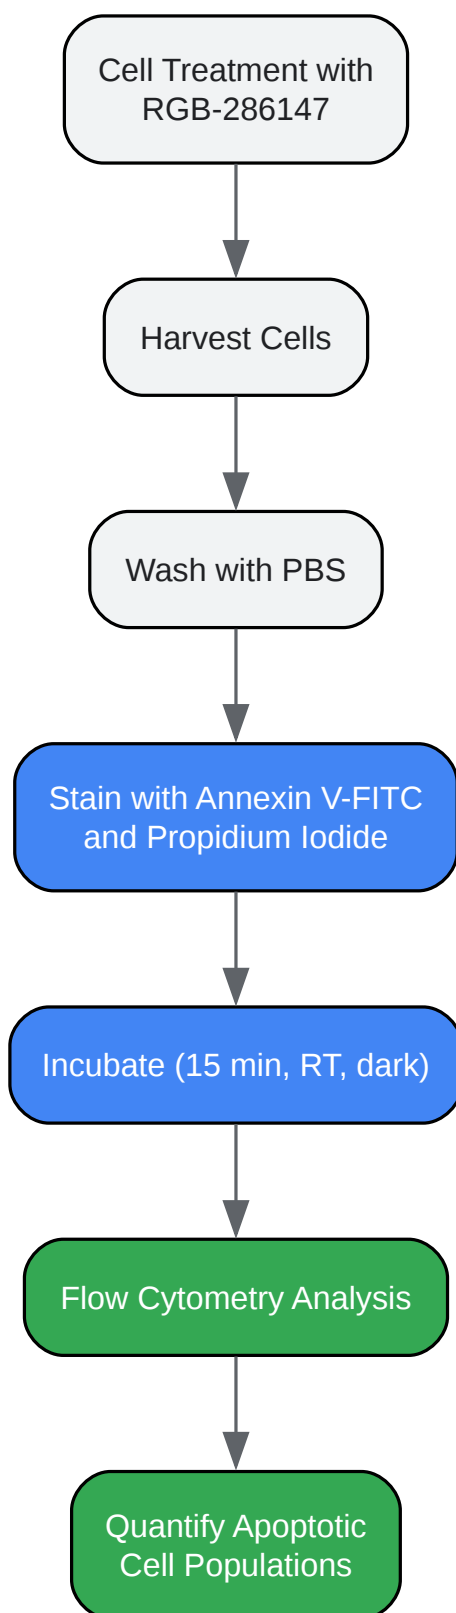 Cell Treatment with
RGB-286147
Harvest Cells
Wash with PBS
Stain with Annexin V-FITC
and Propidium Iodide
Incubate (15 min, RT, dark)
Flow Cytometry Analysis
Quantify Apoptotic
Cell Populations